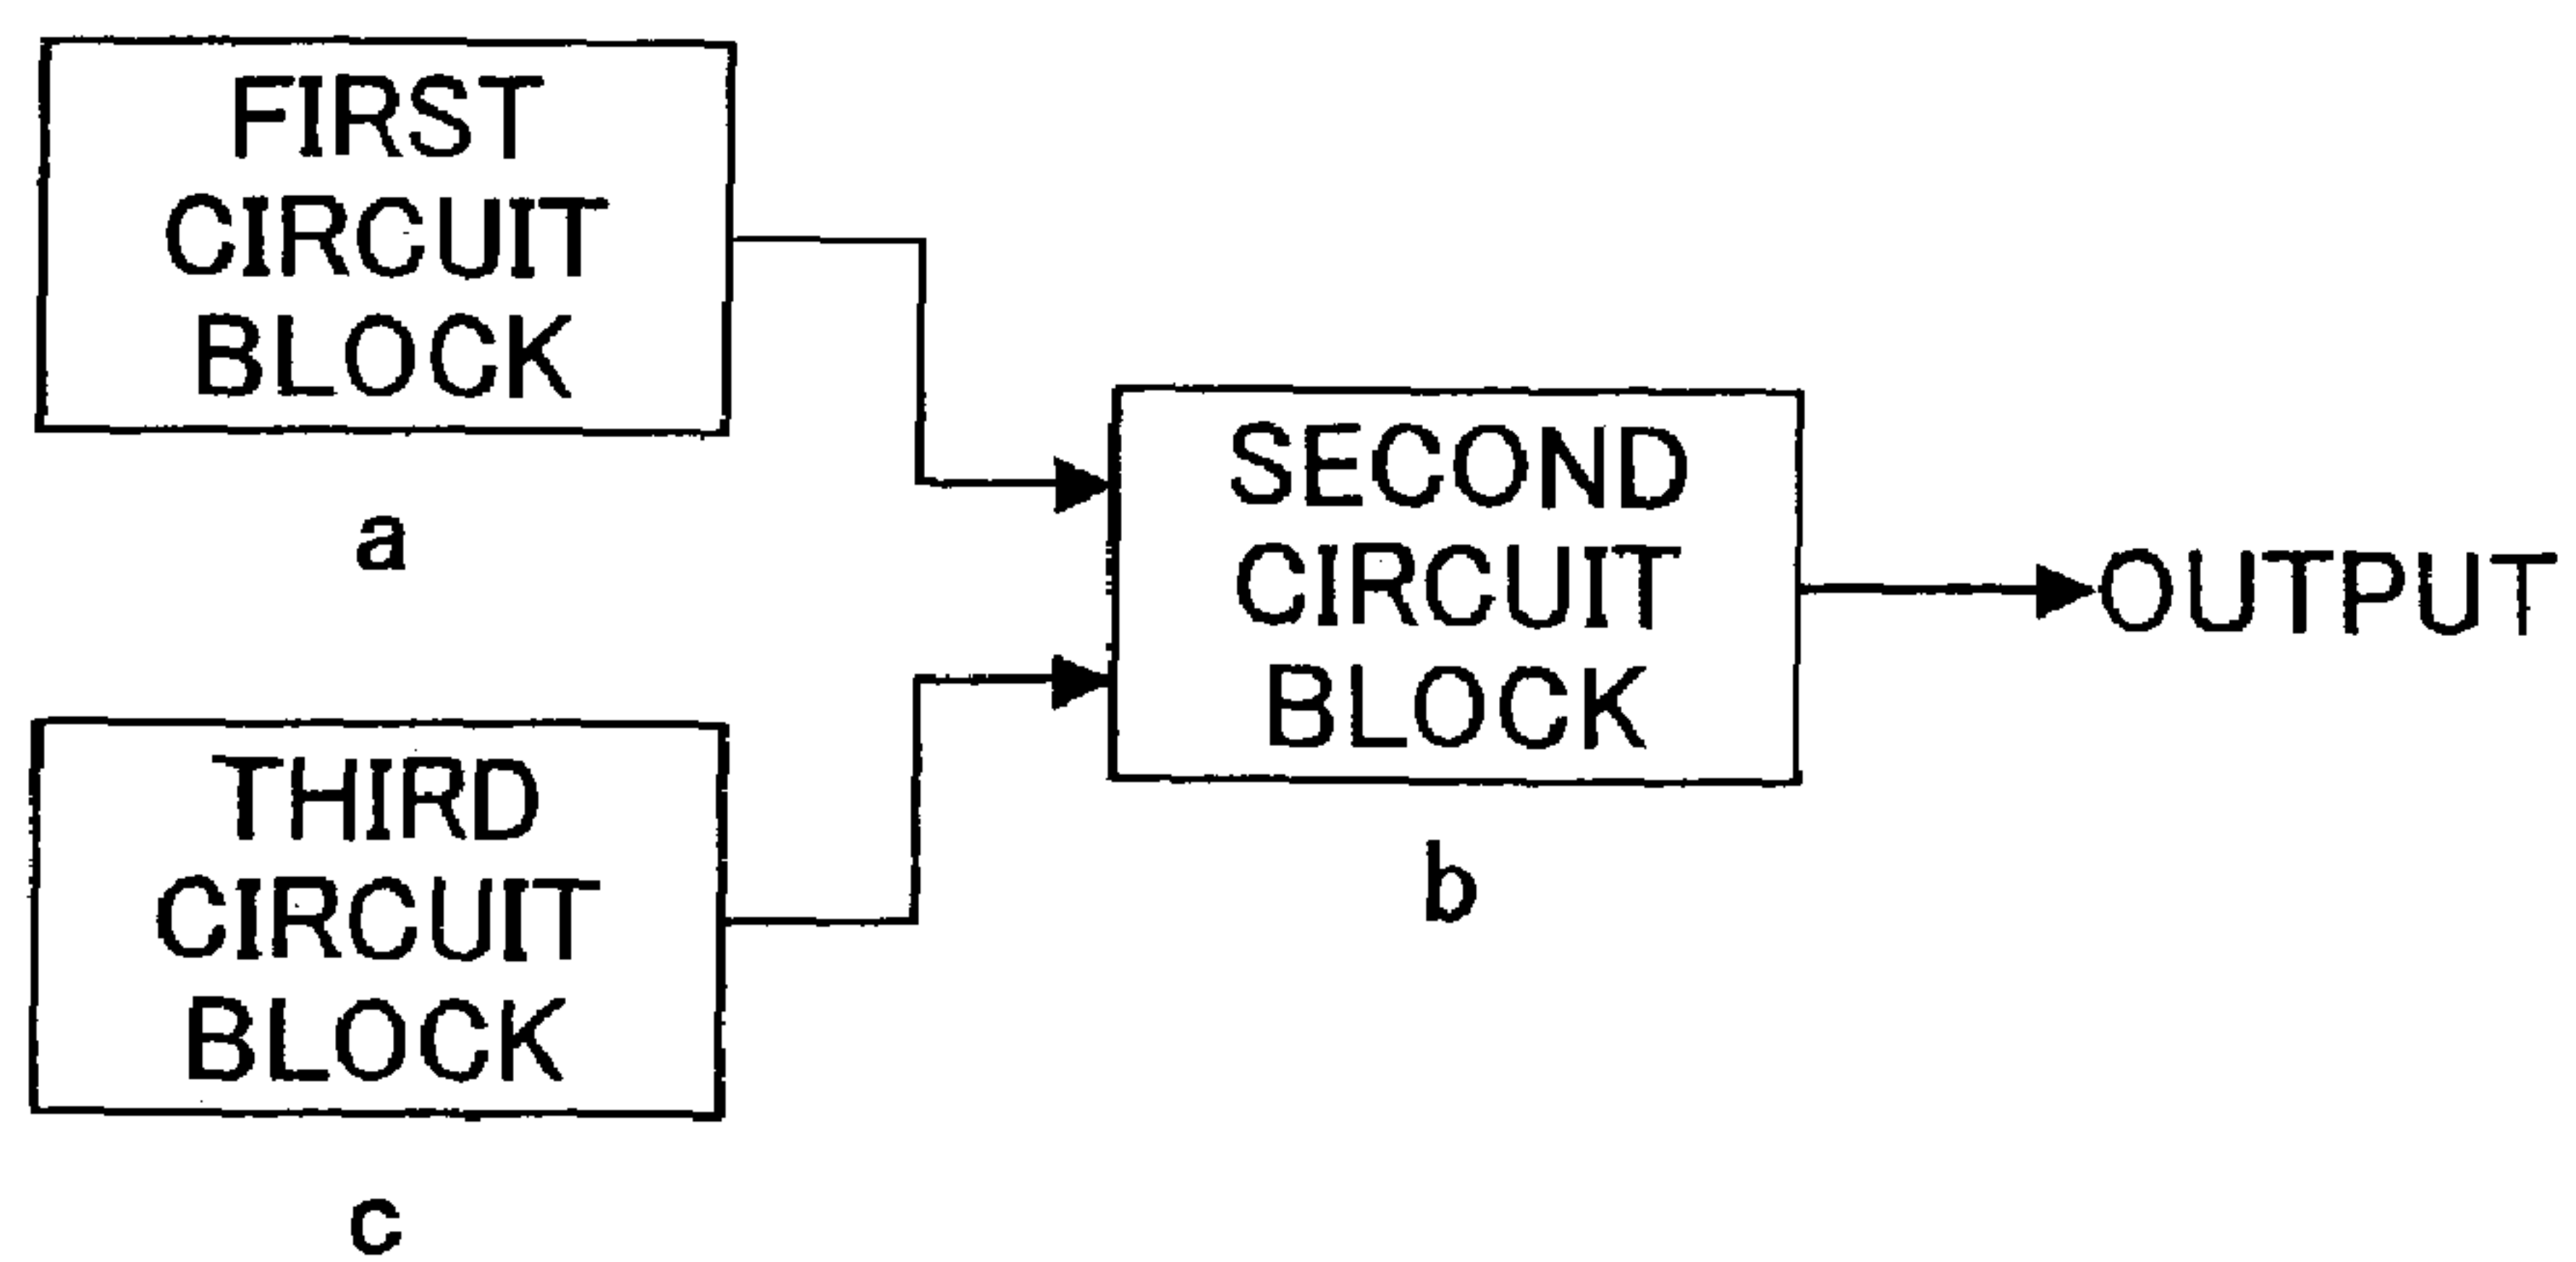 FIRST
CIRCUIT
BLOCK
a
SECOND
CIRCUIT
BLOCK
b
OUTPUT
THIRD
CIRCUIT
BLOCK
c